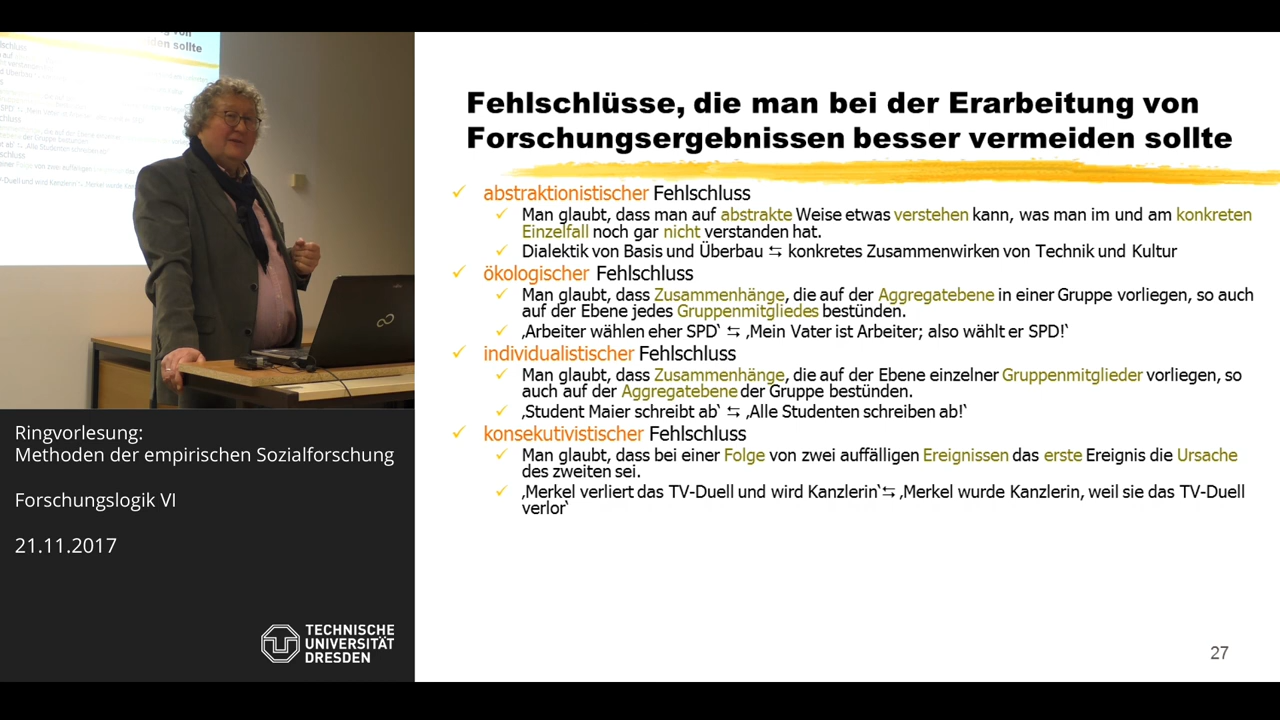 Fehlschlüsse, die man bei der Erarbeitung von
Forschungsergebnissen besser vermeiden sollte
abstraktionistischer Fehlschluss
Man glaubt, dass man auf abstrakte Weise etwas verstehen kann, was man im und am konkreten
Einzelfall noch gar nicht verstanden hat.
Dialektik von Basis und Überbau ⇆ konkretes Zusammenwirken von Technik und Kultur
ökologischer Fehlschluss
Man glaubt, dass Zusammenhänge, die auf der Aggregatebene in einer Gruppe vorliegen, so auch
auf der Ebene jedes Gruppenmitgliedes bestünden.
‚Arbeiter wählen eher SPD‘ ⇆ ‚Mein Vater ist Arbeiter; also wählt er SPD!‘
individualistischer Fehlschluss
Man glaubt, dass Zusammenhänge, die auf der Ebene einzelner Gruppenmitglieder vorliegen, so
auch auf der Aggregatebene der Gruppe bestünden.
‚Student Maier schreibt ab‘ ⇆ ‚Alle Studenten schreiben ab!‘
konsekutivistischer Fehlschluss
Man glaubt, dass bei einer Folge von zwei auffälligen Ereignissen das erste Ereignis die Ursache
des zweiten sei.
‚Merkel verliert das TV-Duell und wird Kanzlerin‘⇆ ‚Merkel wurde Kanzlerin, weil sie das TV-Duell
verlor‘
27
Ringvorlesung:
Methoden der empirischen Sozialforschung
Forschungslogik VI
21.11.2017
TECHNISCHE
UNIVERSITÄT
DRESDEN